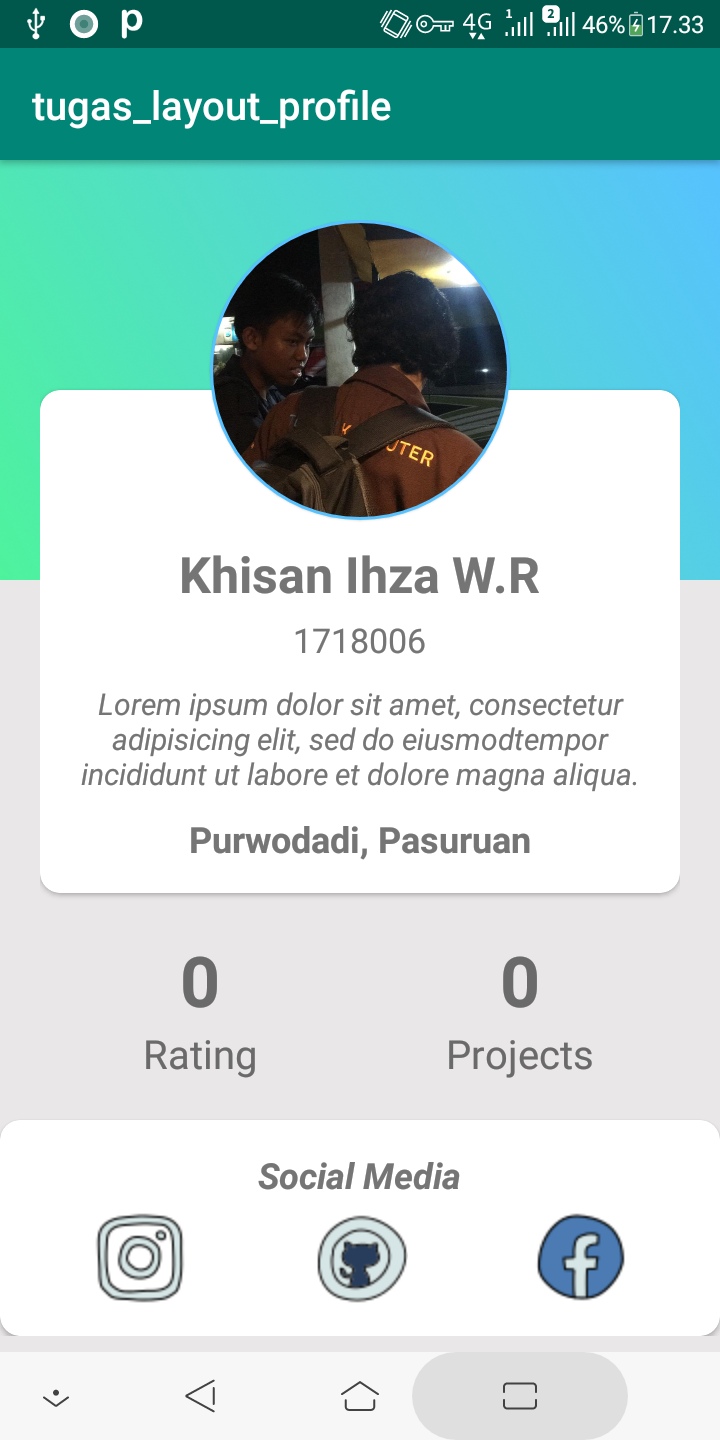 4G 1 2 46% 17.33
tugas_layout_profile
UTER
Khisan Ihza W.R
1718006
Lorem ipsum dolor sit amet, consectetur
adipisicing elit, sed do eiusmodtempor
incididunt ut labore et dolore magna aliqua.
Purwodadi, Pasuruan
0 0
Rating Projects
Social Media